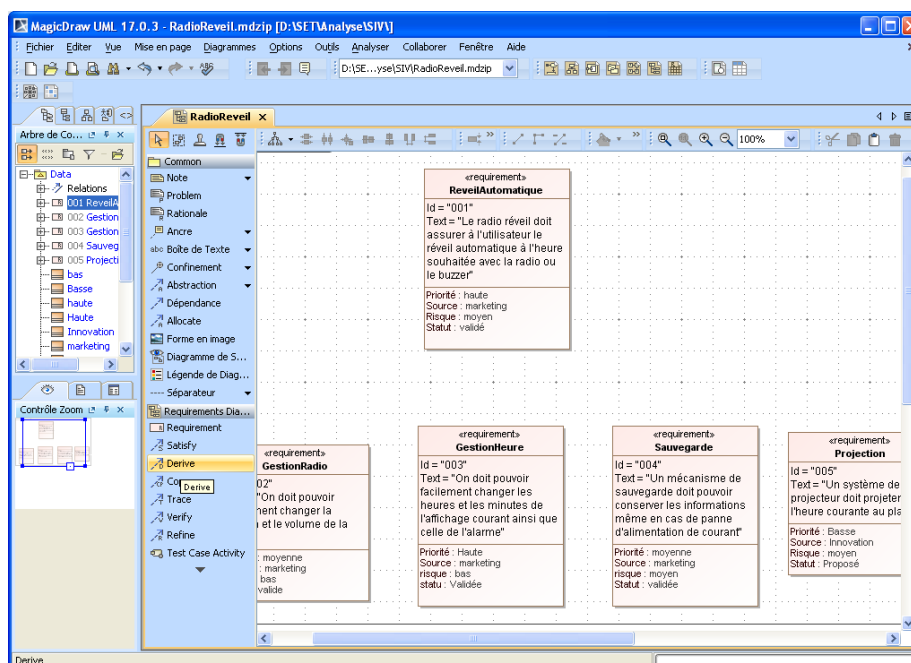 MagicDraw UML 17.0.3 - RadioReveil.mdzip [D:\SET\Analyse\SIV\]
Fichier Editer Vue Mise en page Diagrammes Options Outils Analyser Collaborer Fenêtre Aide
D:\SE...yse\SIV\RadioReveil.mdzip
RadioReveil
Arbre de Co...
100%
Data
Relations
001 ReveilA
002 Gestion
003 Gestion
004 Sauveg
005 Projecti
bas
Basse
haute
Haute
Innovation
marketing
Contrôle Zoom
Common
Note
Problem
Rationale
Ancre
abc Boîte de Texte
Confinement
Abstraction
Dépendance
Allocate
Forme en image
Diagramme de S...
Légende de Diag...
Séparateur
Requirements Dia...
Requirement
Satisfy
Derive
Co
Derive
Trace
Verify
Refine
Test Case Activity
«requirement»
ReveilAutomatique
Id = "001"
Text = "Le radio réveil doit
assurer à l'utilisateur le
réveil automatique à l'heure
souhaitée avec la radio ou
le buzzer"
Priorité : haute
Source : marketing
Risque : moyen
Statut : validé
«requirement»
GestionRadio
02"
"On doit pouvoir
ment changer la
n et le volume de la
: moyenne
: marketing
bas
valide
«requirement»
GestionHeure
Id = "003"
Text = "On doit pouvoir
facilement changer les
heures et les minutes de
l'affichage courant ainsi que
celle de l'alarme"
Priorité : Haute
Source : marketing
risque : bas
statu : Validée
«requirement»
Sauvegarde
Id = "004"
Text = "Un mécanisme de
sauvegarde doit pouvoir
conserver les informations
même en cas de panne
d'alimentation de courant"
Priorité : moyenne
Source : marketing
risque : moyen
Statut : validée
«requirement»
Projection
Id = "005"
Text = "Un système de
projecteur doit projeter
l'heure courante au pla
Priorité : Basse
Source : Innovation
Risque : moyen
Statut : Proposé
Derive